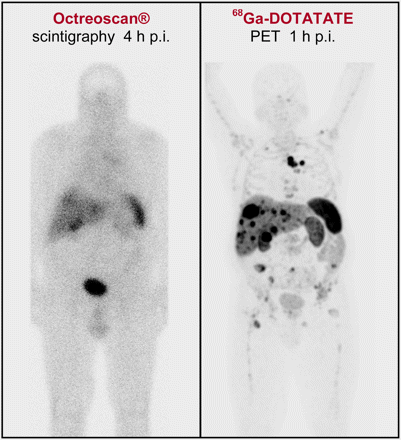 Octreoscan®
scintigraphy 4 h p.i.
⁶⁸Ga-DOTATATE
PET 1 h p.i.